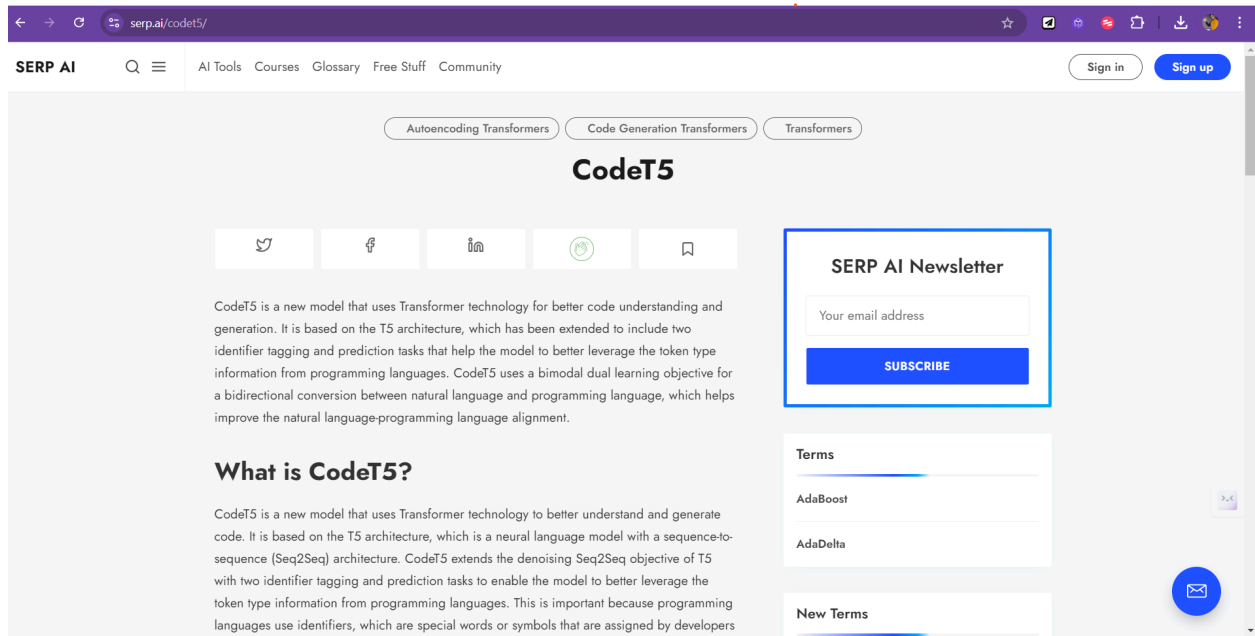 serp.ai/codet5/
SERP AI
AI Tools Courses Glossary Free Stuff Community
Sign in
Sign up
Autoencoding Transformers
Code Generation Transformers
Transformers
CodeT5
CodeT5 is a new model that uses Transformer technology for better code understanding and
generation. It is based on the T5 architecture, which has been extended to include two
identifier tagging and prediction tasks that help the model to better leverage the token type
information from programming languages. CodeT5 uses a bimodal dual learning objective for
a bidirectional conversion between natural language and programming language, which helps
improve the natural language-programming language alignment.
What is CodeT5?
CodeT5 is a new model that uses Transformer technology to better understand and generate
code. It is based on the T5 architecture, which is a neural language model with a sequence-to-
sequence (Seq2Seq) architecture. CodeT5 extends the denoising Seq2Seq objective of T5
with two identifier tagging and prediction tasks to enable the model to better leverage the
token type information from programming languages. This is important because programming
languages use identifiers, which are special words or symbols that are assigned by developers
SERP AI Newsletter
Your email address
SUBSCRIBE
Terms
AdaBoost
AdaDelta
New Terms